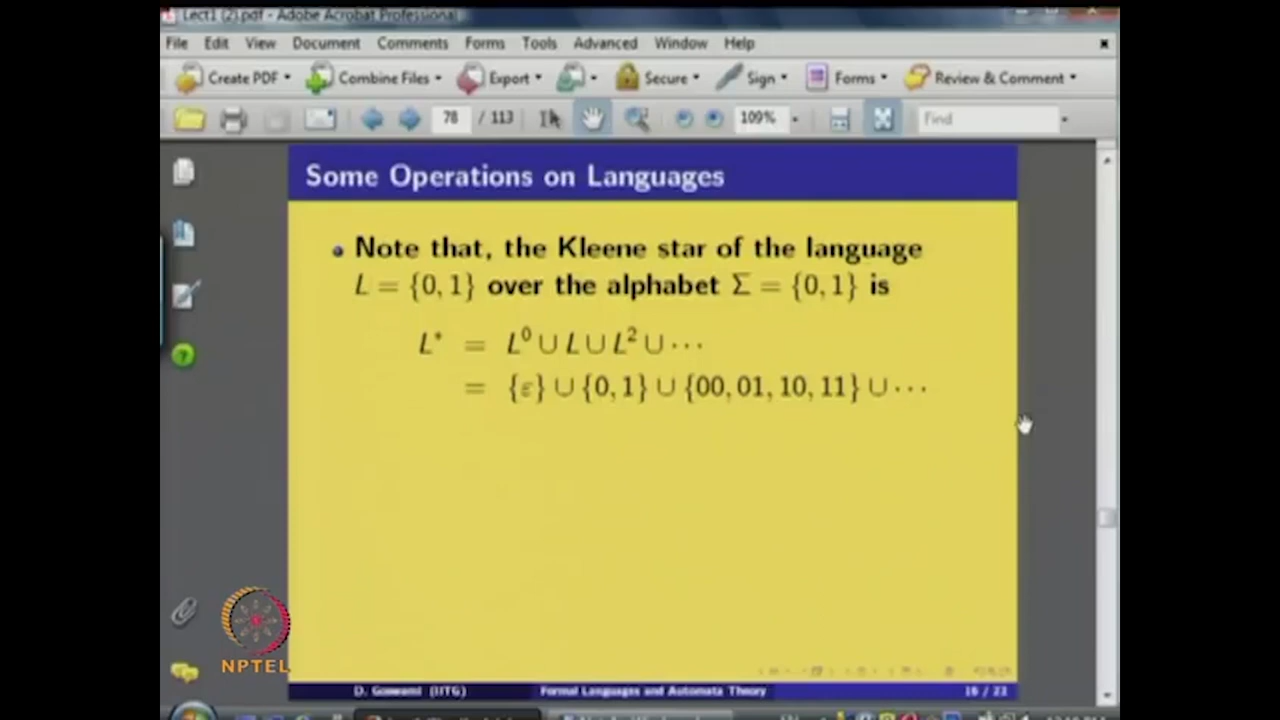 Lect1 (2).pdf - Adobe Acrobat Professional
File Edit View Document Comments Forms Tools Advanced Window Help
Create PDF Combine Files Export Secure Sign Forms Review & Comment
78 / 113 109% Find
Some Operations on Languages
Note that, the Kleene star of the language
L = {0, 1} over the alphabet Σ = {0, 1} is
L* = L⁰ ∪ L ∪ L² ∪ ···
= {ε} ∪ {0, 1} ∪ {00, 01, 10, 11} ∪ ···
NPTEL
D. Goswami (IITG) Formal Languages and Automata Theory 16 / 23